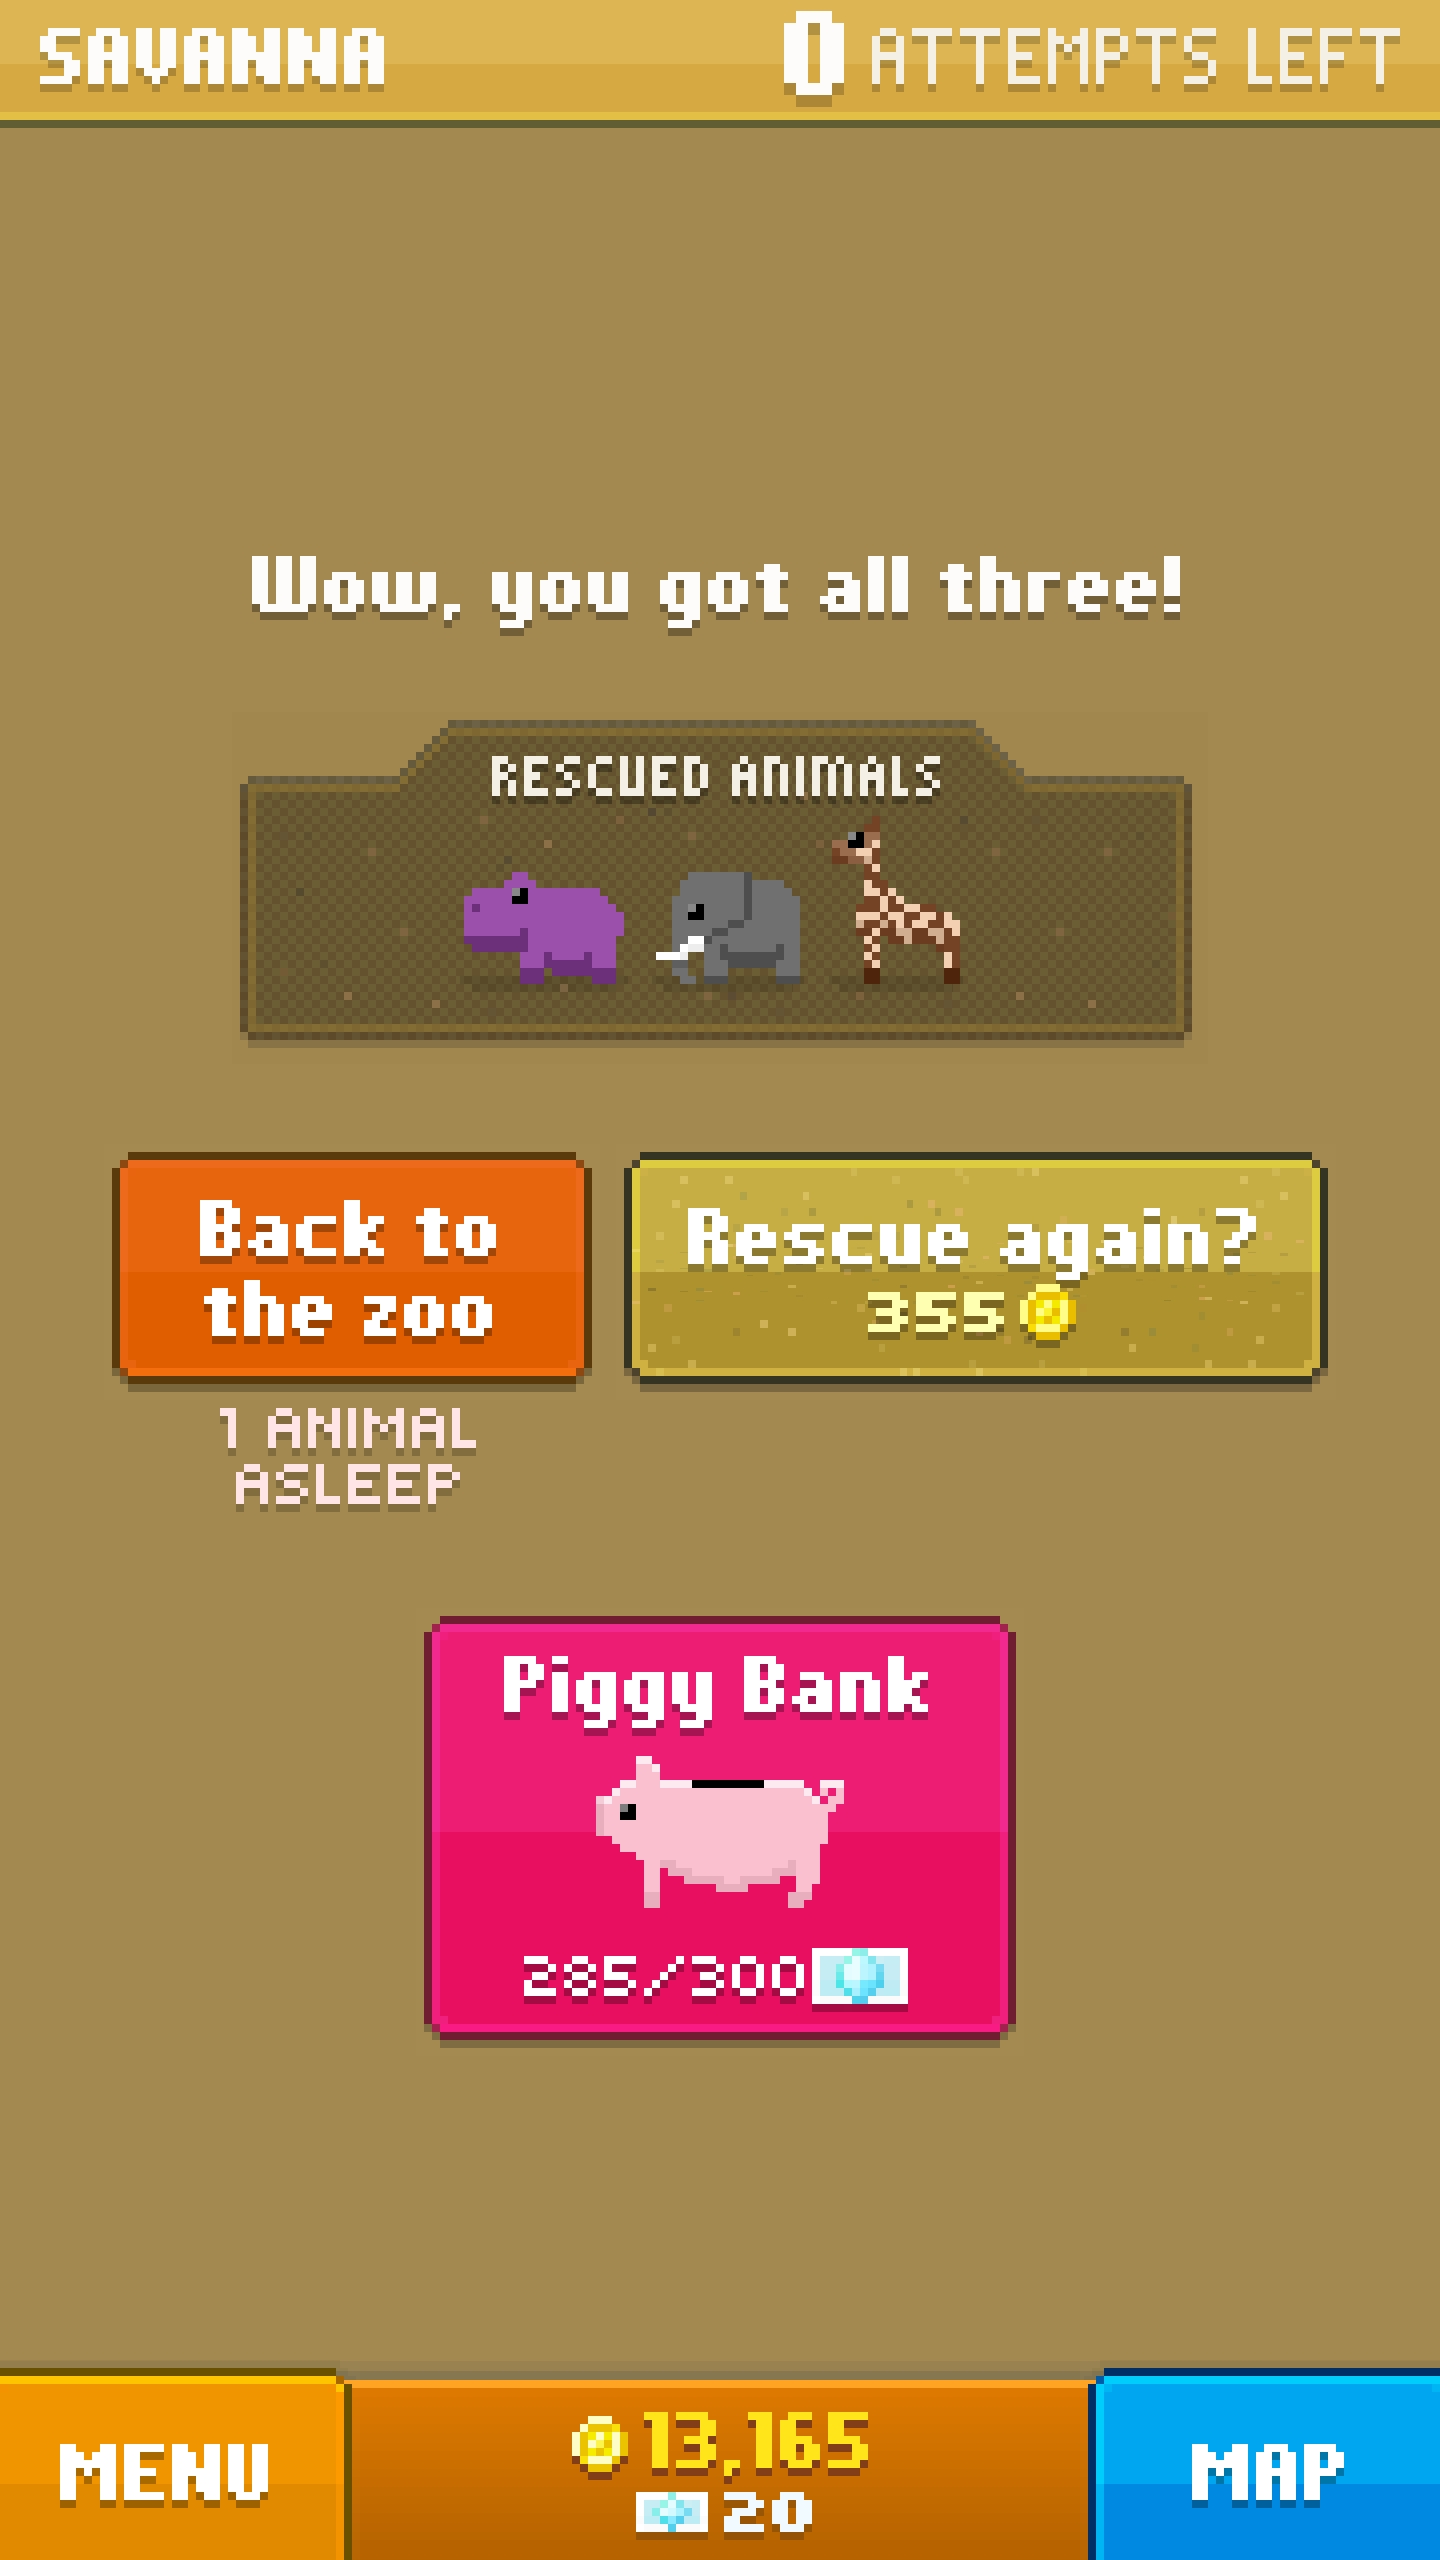 SAVANNA
0 ATTEMPTS LEFT
Wow, you got all three!
RESCUED ANIMALS
Back to
the zoo
Rescue again?
355
1 ANIMAL
ASLEEP
Piggy Bank
285/300
MENU
13,165
20
MAP